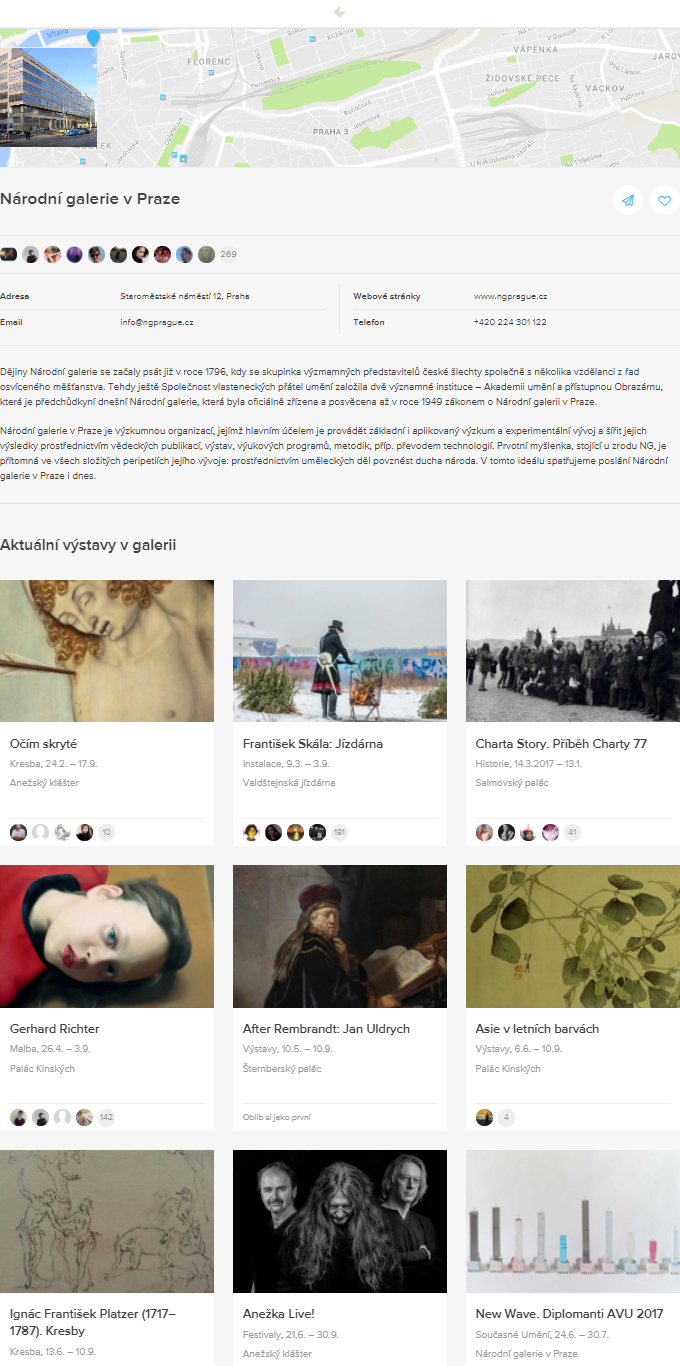 Vltava
FLORENC
VÁPENKA
ŽIDOVSKÉ PECE
VACKOV
PRAHA 3
Národní galerie v Praze
269
Adresa
Staroměstské náměstí 12, Praha
Webové stránky
www.ngprague.cz
Email
info@ngprague.cz
Telefon
+420 224 301 122
Dějiny Národní galerie se začaly psát již v roce 1796, kdy se skupinka významaných představitelů české šlechty společně s několika vzdělanci z řad
osvíceného měšťanstva. Tehdy ještě Společnost vlasteneckých přátel umění založila dvě významné instituce – Akademii umění a přístupnou Obrazárnu,
která je předchůdkyní dnešní Národní galerie, která byla oficiálně zřízena a posvěcena až v roce 1949 zákonem o Národní galerii v Praze.
Národní galerie v Praze je výzkumnou organizací, jejímž hlavním účelem je provádět základní i aplikovaný výzkum a experimentální vývoj a šířit jejich
výsledky prostřednictvím vědeckých publikací, výstav, výukových programů, metodik, příp. převodem technologií. Prvotní myšlenka, stojící u zrodu NG, je
přítomná ve všech složitých peripetiích jejího vývoje: prostřednictvím uměleckých děl povznést ducha národa. V tomto ideálu spatřujeme poslání Národní
galerie v Praze i dnes.
Aktuální výstavy v galerii
Očím skryté
Kresba, 24.2. – 17.9.
Anežský klášter
10
František Skála: Jízdárna
Instalace, 9.3. – 3.9.
Valdštejnská jízdárna
181
Charta Story. Příběh Charty 77
Historie, 14.3.2017 – 13.1.
Salmovský palác
41
Gerhard Richter
Malba, 26.4. – 3.9.
Palác Kinských
142
After Rembrandt: Jan Uldrych
Výstavy, 10.5. – 10.9.
Šternberský palác
Oblib si jako první
Asie v letních barvách
Výstavy, 6.6. – 10.9.
Palác Kinských
4
Ignác František Platzer (1717–
1787). Kresby
Kresba, 13.6. – 10.9.
Anežka Live!
Festivaly, 21.6. – 30.9.
Anežský klášter
New Wave. Diplomanti AVU 2017
Současné Umění, 24.6. – 30.7.
Národní galerie v Praze